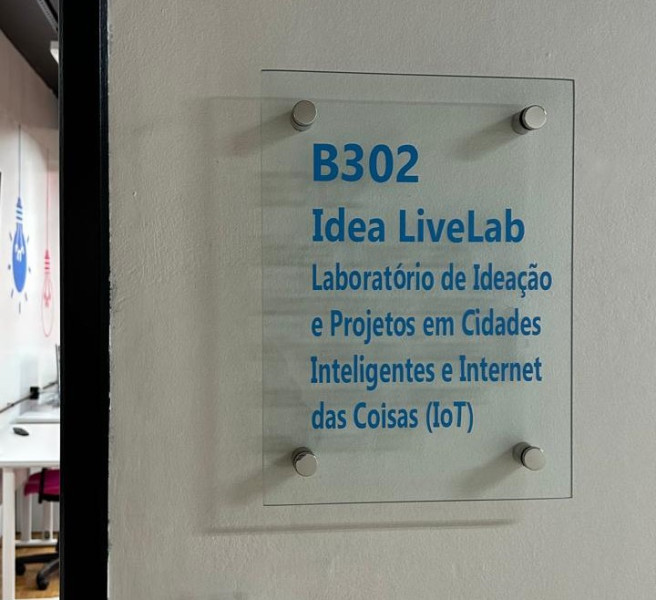 B302
Idea LiveLab
Laboratório de Ideação
e Projetos em Cidades
Inteligentes e Internet
das Coisas (IoT)